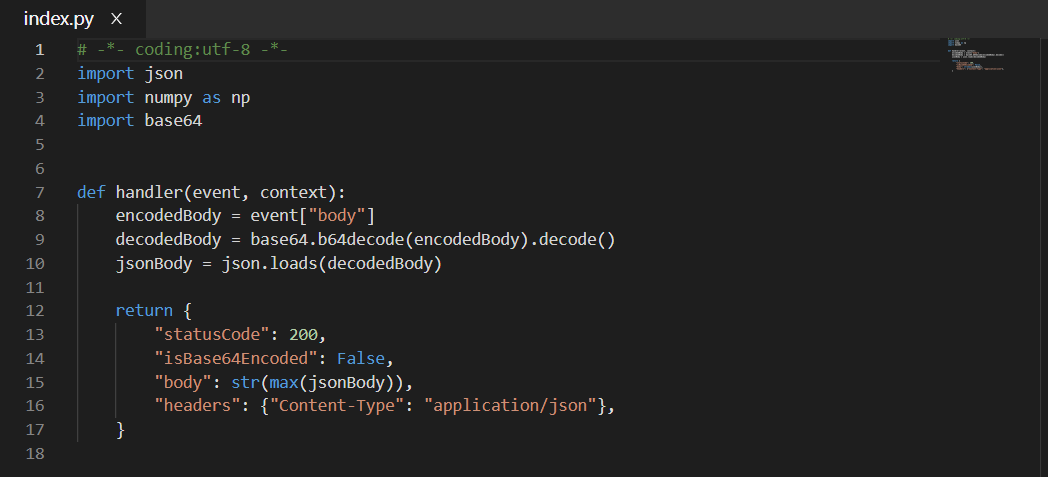 index.py X
1 # -*- coding:utf-8 -*-
2 import json
3 import numpy as np
4 import base64
5
6
7 def handler(event, context):
8     encodedBody = event["body"]
9     decodedBody = base64.b64decode(encodedBody).decode()
10     jsonBody = json.loads(decodedBody)
11
12     return {
13         "statusCode": 200,
14         "isBase64Encoded": False,
15         "body": str(max(jsonBody)),
16         "headers": {"Content-Type": "application/json"},
17     }
18